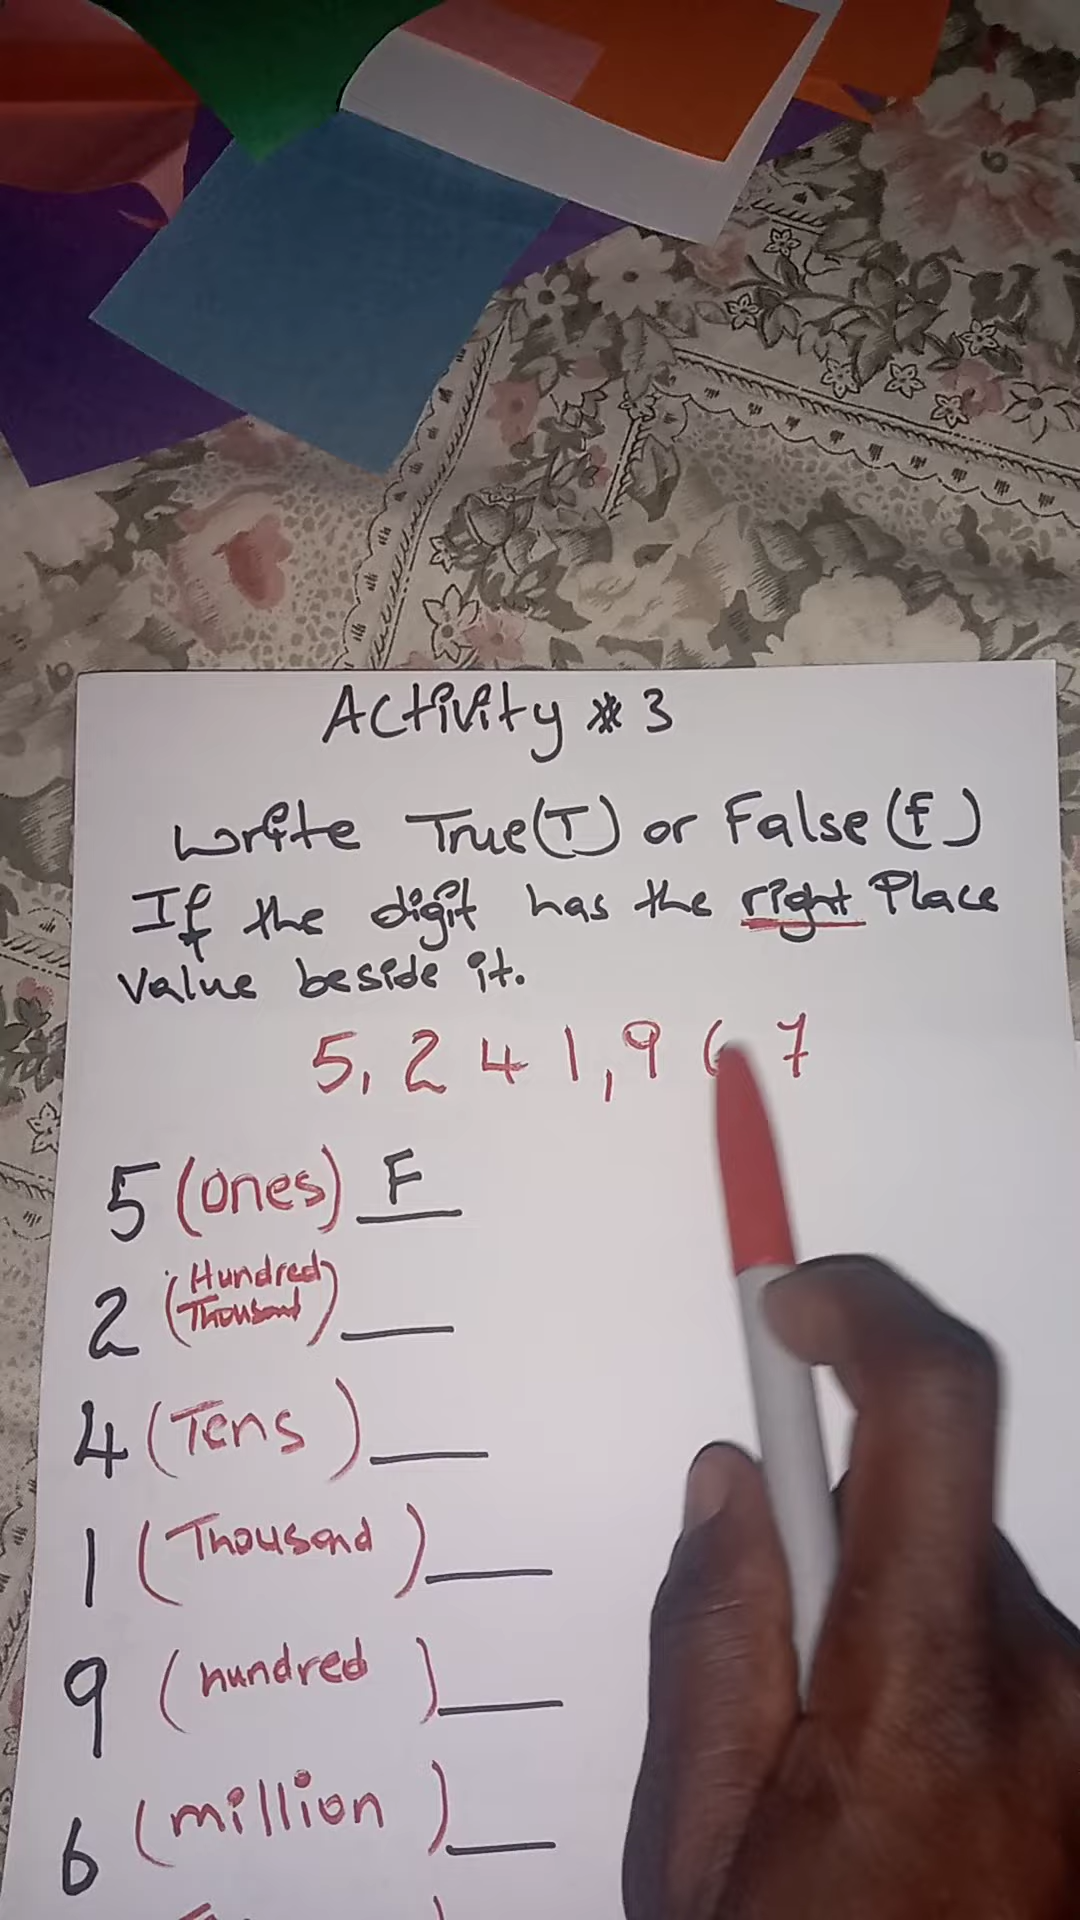 Activity # 3
Write True(T) or False(f)
If the digit has the right Place
Value beside it.
5, 2 4 1, 9 6 7
5 (Ones) F
2 (Hundred Thousand)
4 (Tens)
1 (Thousand)
9 (hundred)
6 (million)